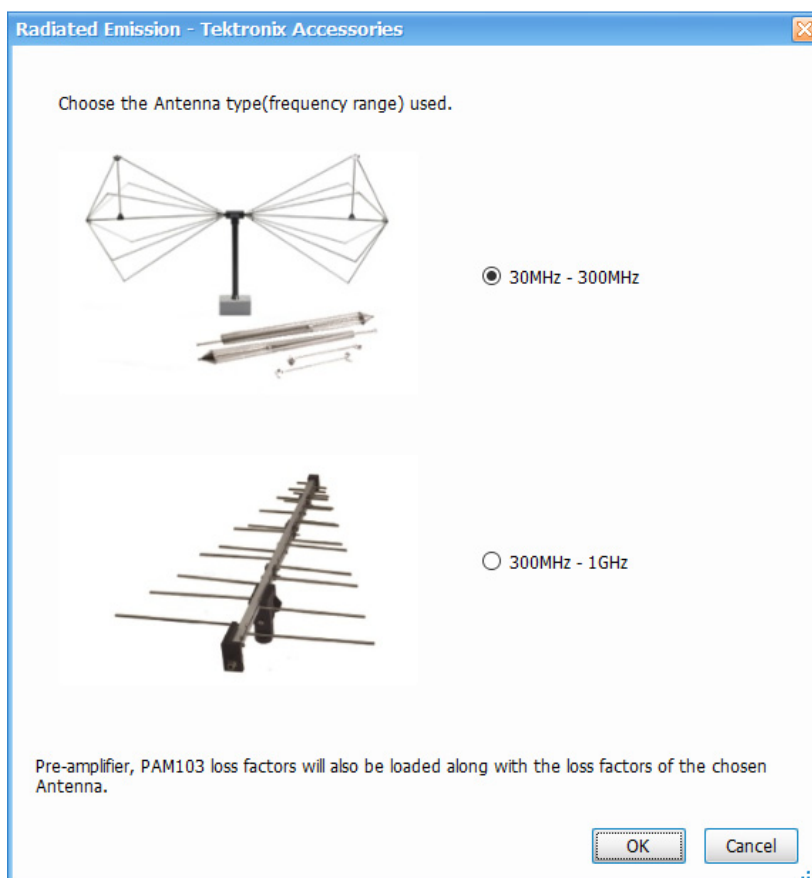 Radiated Emission - Tektronix Accessories
Choose the Antenna type(frequency range) used.
30MHz - 300MHz
300MHz - 1GHz
Pre-amplifier, PAM103 loss factors will also be loaded along with the loss factors of the chosen
Antenna.
OK
Cancel